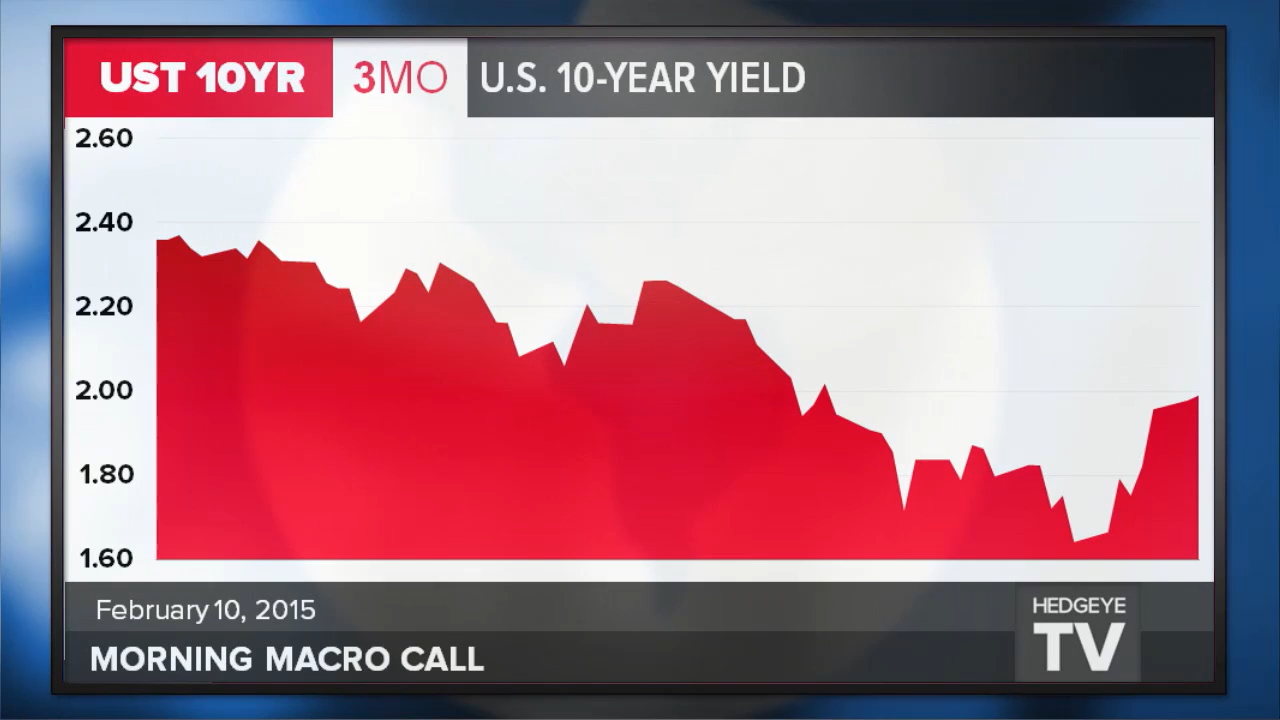 UST 10YR 3MO U.S. 10-YEAR YIELD
2.60
2.40
2.20
2.00
1.80
1.60
February 10, 2015
MORNING MACRO CALL
HEDGEYE
TV